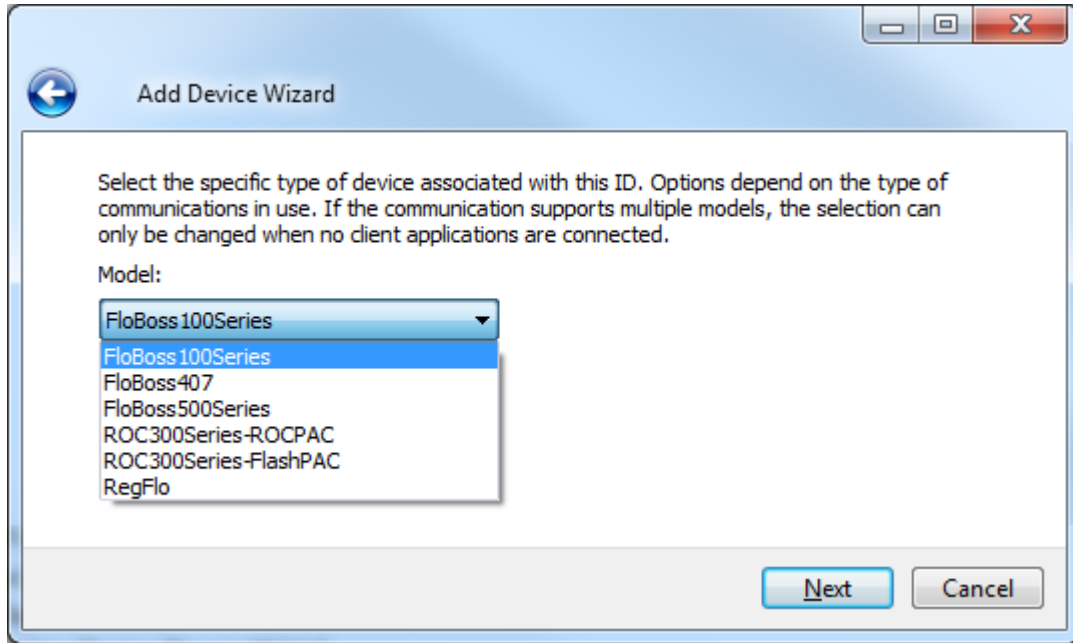 Add Device Wizard
Select the specific type of device associated with this ID. Options depend on the type of
communications in use. If the communication supports multiple models, the selection can
only be changed when no client applications are connected.
Model:
FloBoss100Series
FloBoss100Series
FloBoss407
FloBoss500Series
ROC300Series-ROCPAC
ROC300Series-FlashPAC
RegFlo
Next
Cancel